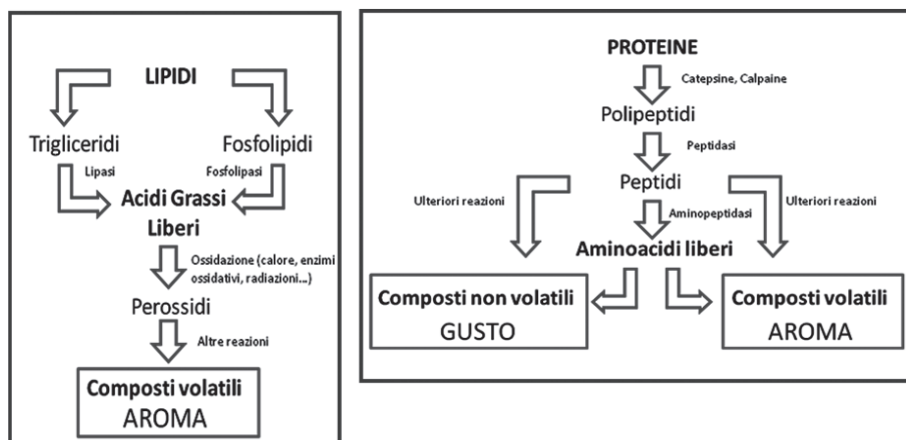 LIPIDI
Trigliceridi
Fosfolipidi
Lipasi
Fosfolipasi
Acidi Grassi
Liberi
Ossidazione (calore, enzimi
ossidativi, radiazioni...)
Perossidi
Altre reazioni
Composti volatili
AROMA
PROTEINE
Catepsine, Calpaine
Polipeptidi
Peptidasi
Peptidi
Ulteriori reazioni
Aminopeptidasi
Ulteriori reazioni
Aminoacidi liberi
Composti non volatili
GUSTO
Composti volatili
AROMA